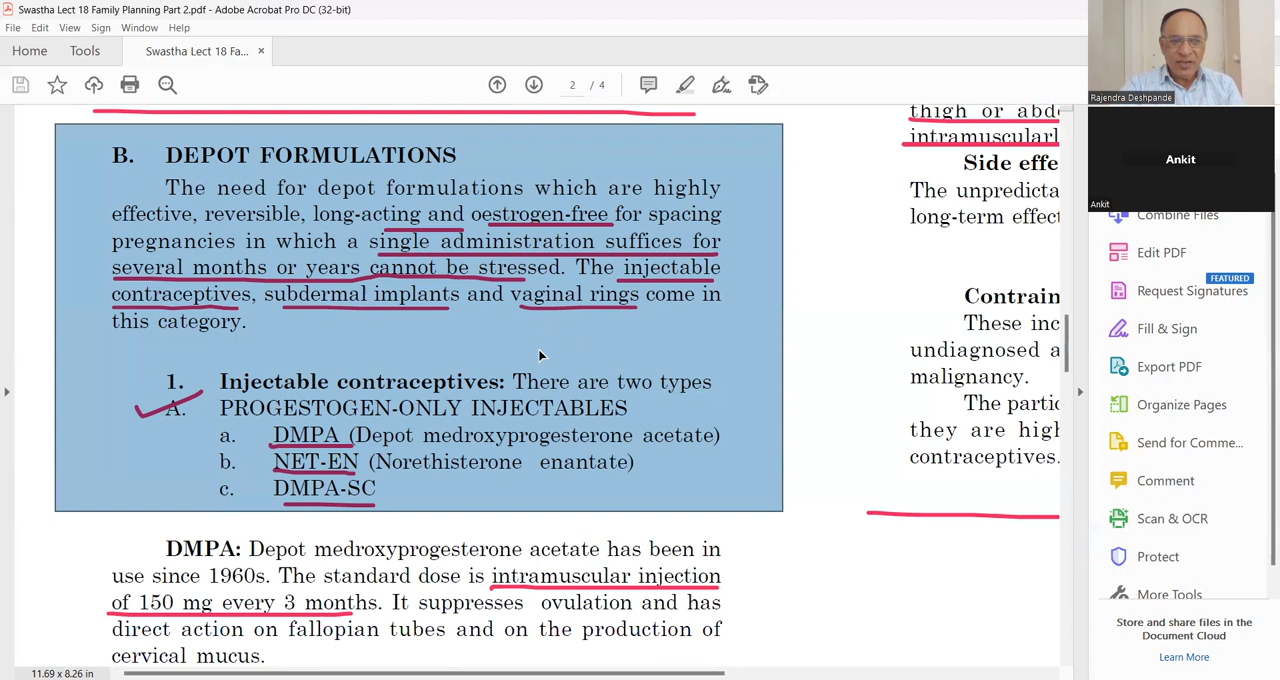 Swastha Lect 18 Family Planning Part 2.pdf - Adobe Acrobat Pro DC (32-bit)
File Edit View Sign Window Help
Home Tools Swastha Lect 18 Fa... ×
2 / 4
B. DEPOT FORMULATIONS
The need for depot formulations which are highly
effective, reversible, long-acting and oestrogen-free for spacing
pregnancies in which a single administration suffices for
several months or years cannot be stressed. The injectable
contraceptives, subdermal implants and vaginal rings come in
this category.
1. Injectable contraceptives: There are two types
A. PROGESTOGEN-ONLY INJECTABLES
a. DMPA (Depot medroxyprogesterone acetate)
b. NET-EN (Norethisterone enantate)
c. DMPA-SC
DMPA: Depot medroxyprogesterone acetate has been in
use since 1960s. The standard dose is intramuscular injection
of 150 mg every 3 months. It suppresses ovulation and has
direct action on fallopian tubes and on the production of
cervical mucus.
11.69 x 8.26 in
thigh or abd
intramuscularl
Side effe
The unpredicta
long-term effect
Contrain
These inc
undiagnosed a
malignancy.
The partic
they are high
contraceptives.
Rajendra Deshpande
Ankit
Ankit
Combine Files
Edit PDF
FEATURED
Request Signatures
Fill & Sign
Export PDF
Organize Pages
Send for Comme...
Comment
Scan & OCR
Protect
More Tools
Store and share files in the
Document Cloud
Learn More